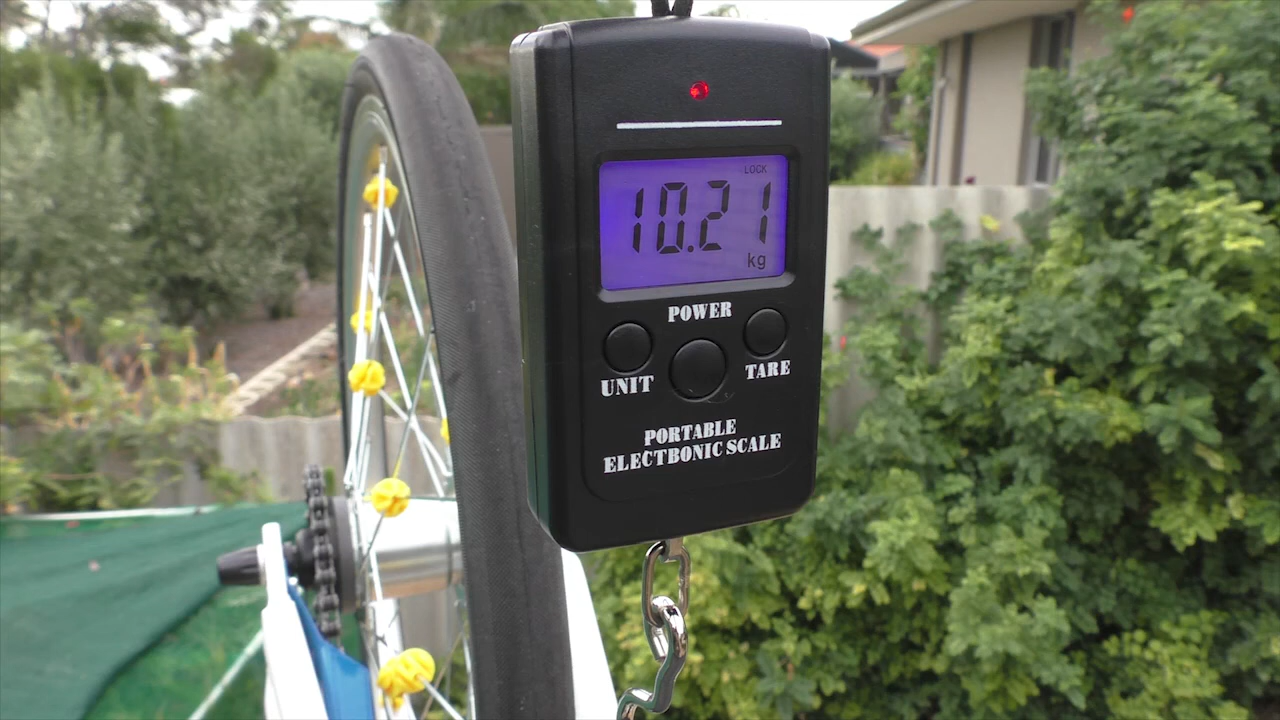 LOCK
10.21
kg
POWER
UNIT
TARE
PORTABLE
ELECTBONIC SCALE